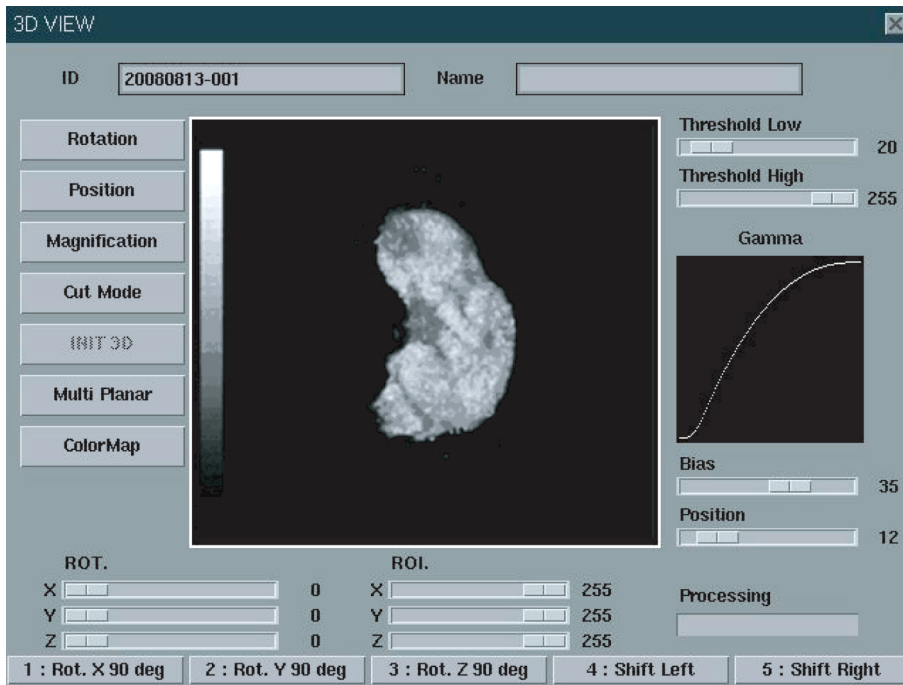 3D VIEW
ID 20080813-001 Name
Rotation
Position
Magnification
Cut Mode
INIT 3D
Multi Planar
ColorMap
Threshold Low
20
Threshold High
255
Gamma
Bias
35
Position
12
ROT.
X 0
Y 0
Z 0
ROI.
X 255
Y 255
Z 255
Processing
1 : Rot. X 90 deg 2 : Rot. Y 90 deg 3 : Rot. Z 90 deg 4 : Shift Left 5 : Shift Right